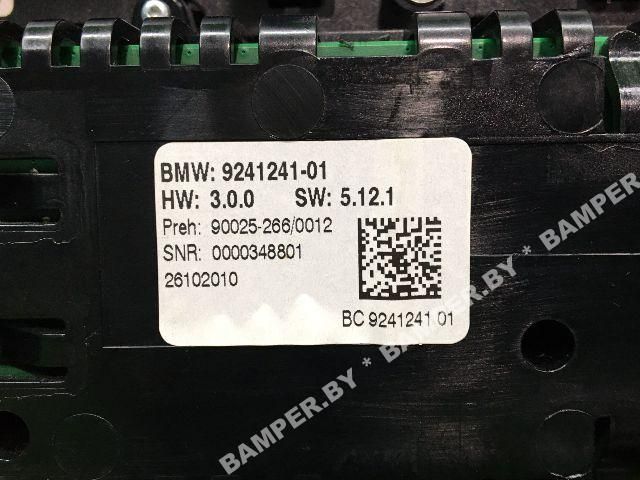 BMW: 9241241-01
HW: 3.0.0 SW: 5.12.1
Preh: 90025-266/0012
SNR: 0000348801
26102010
BC 9241241 01
BAMPER.BY * BAMPER.BY * BAMPER.BY